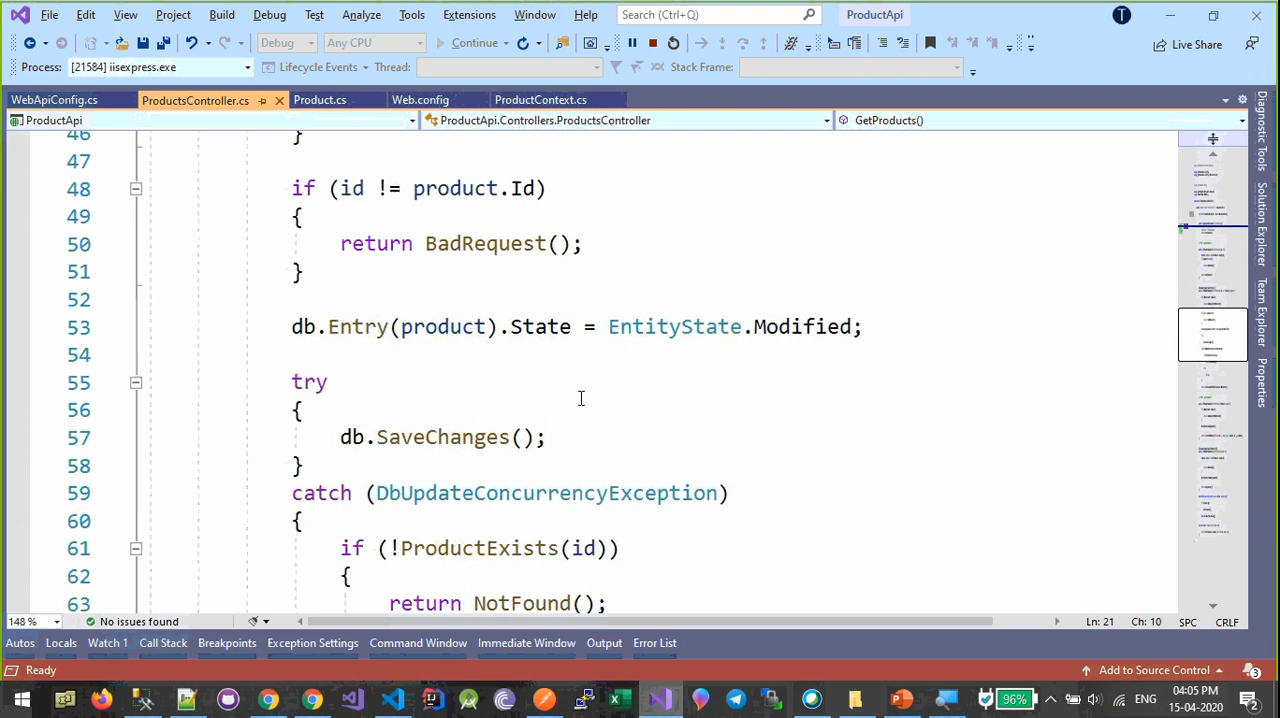 File Edit View Project Build Debug Test Analyze Tools Extensions Window Help Search (Ctrl+Q) ProductApi T
Debug Any CPU Continue Live Share
Process: [21584] iisexpress.exe Lifecycle Events Thread: Stack Frame:
WebApiConfig.cs ProductsController.cs Product.cs Web.config ProductContext.cs
ProductApi ProductApi.Controllers.ProductsController GetProducts()
46 }
47
48 if (id != product.Id)
49 {
50 return BadRequest();
51 }
52
53 db.Entry(product).State = EntityState.Modified;
54
55 try
56 {
57 db.SaveChanges();
58 }
59 catch (DbUpdateConcurrencyException)
60 {
61 if (!ProductExists(id))
62 {
63 return NotFound();
Diagnostic Tools
Solution Explorer
Team Explorer
Properties
148 % No issues found Ln: 21 Ch: 10 SPC CRLF
Autos Locals Watch 1 Call Stack Breakpoints Exception Settings Command Window Immediate Window Output Error List
Ready Add to Source Control 3
96% ENG 04:05 PM
15-04-2020 2